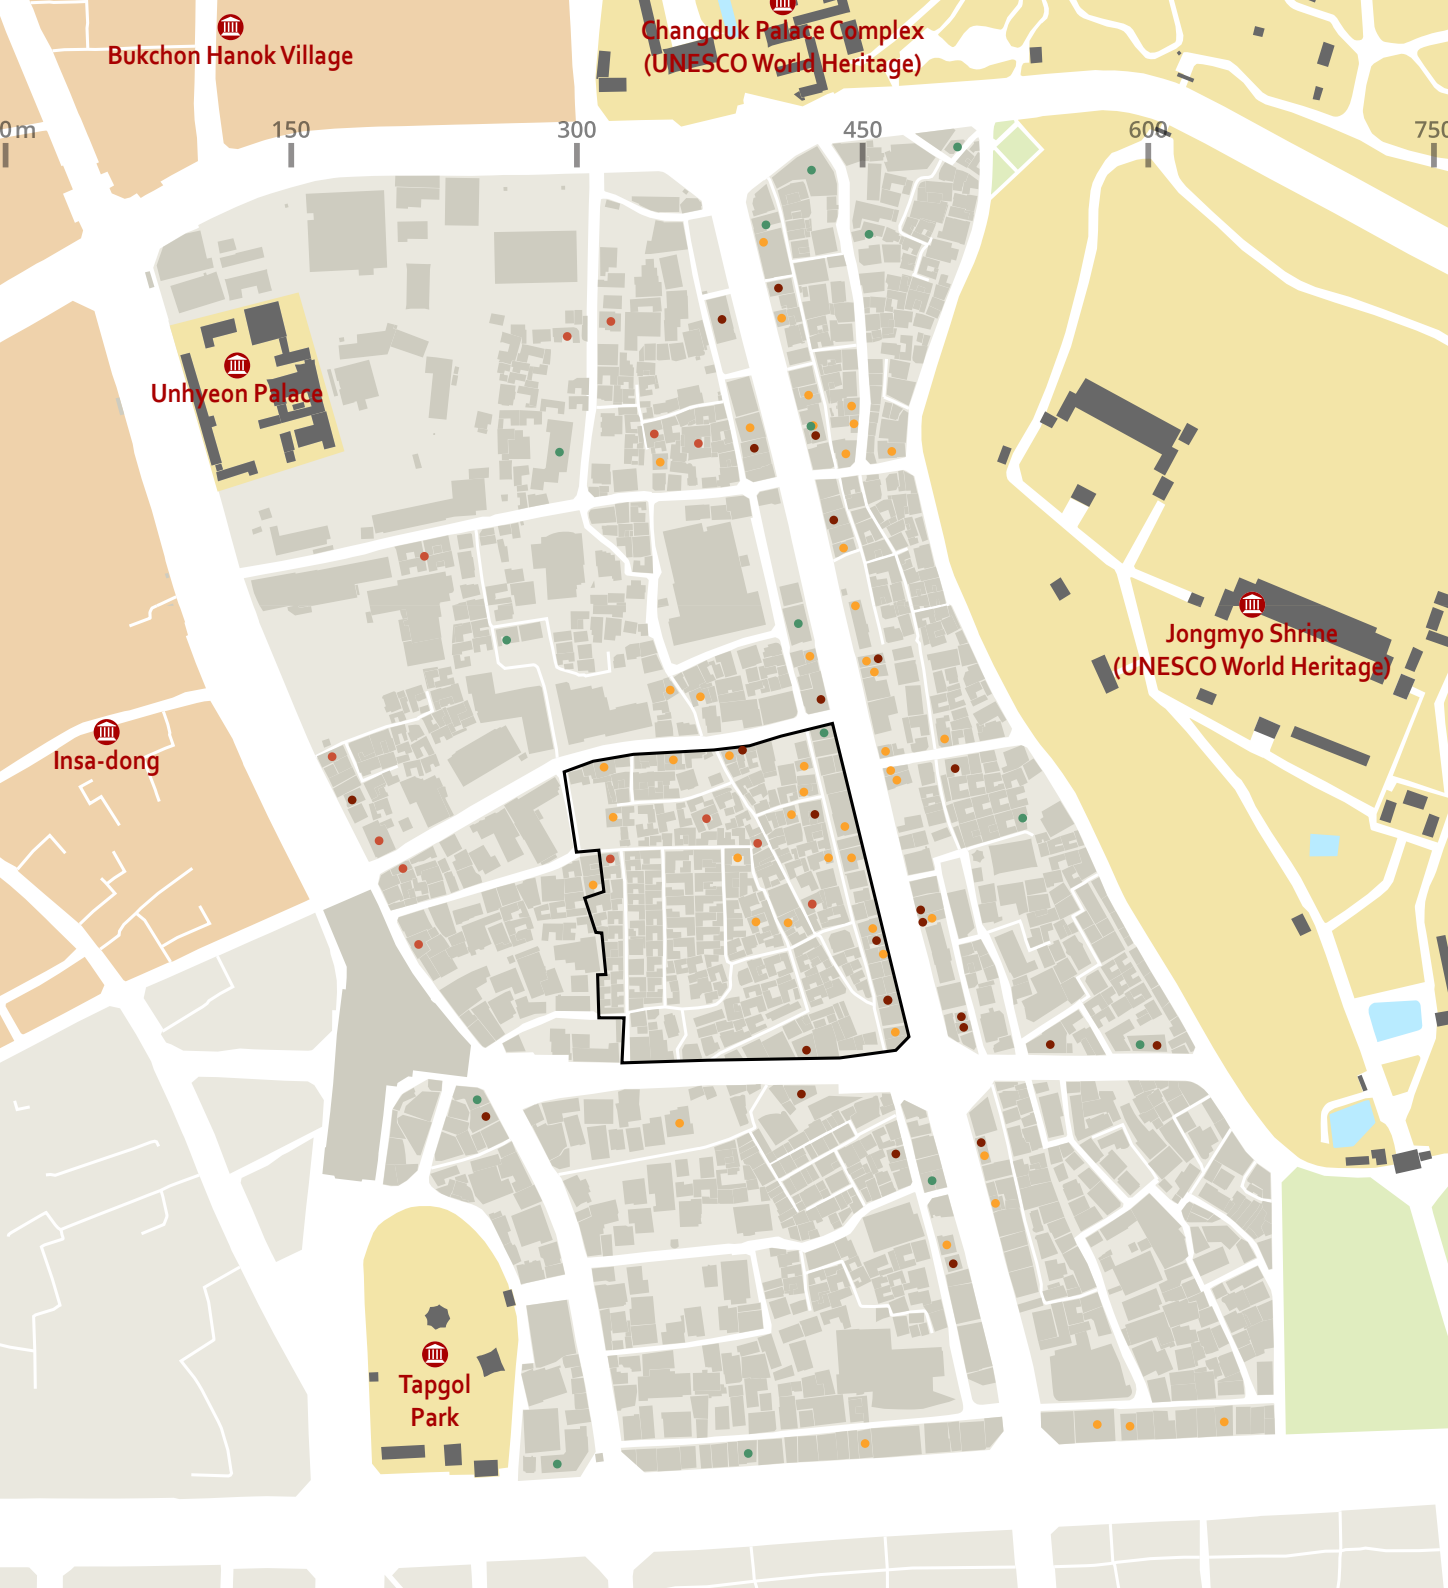 Bukchon Hanok Village
Changduk Palace Complex
(UNESCO World Heritage)
0m
150
300
450
600
750
Unhyeon Palace
Jongmyo Shrine
(UNESCO World Heritage)
Insa-dong
Tapgol
Park